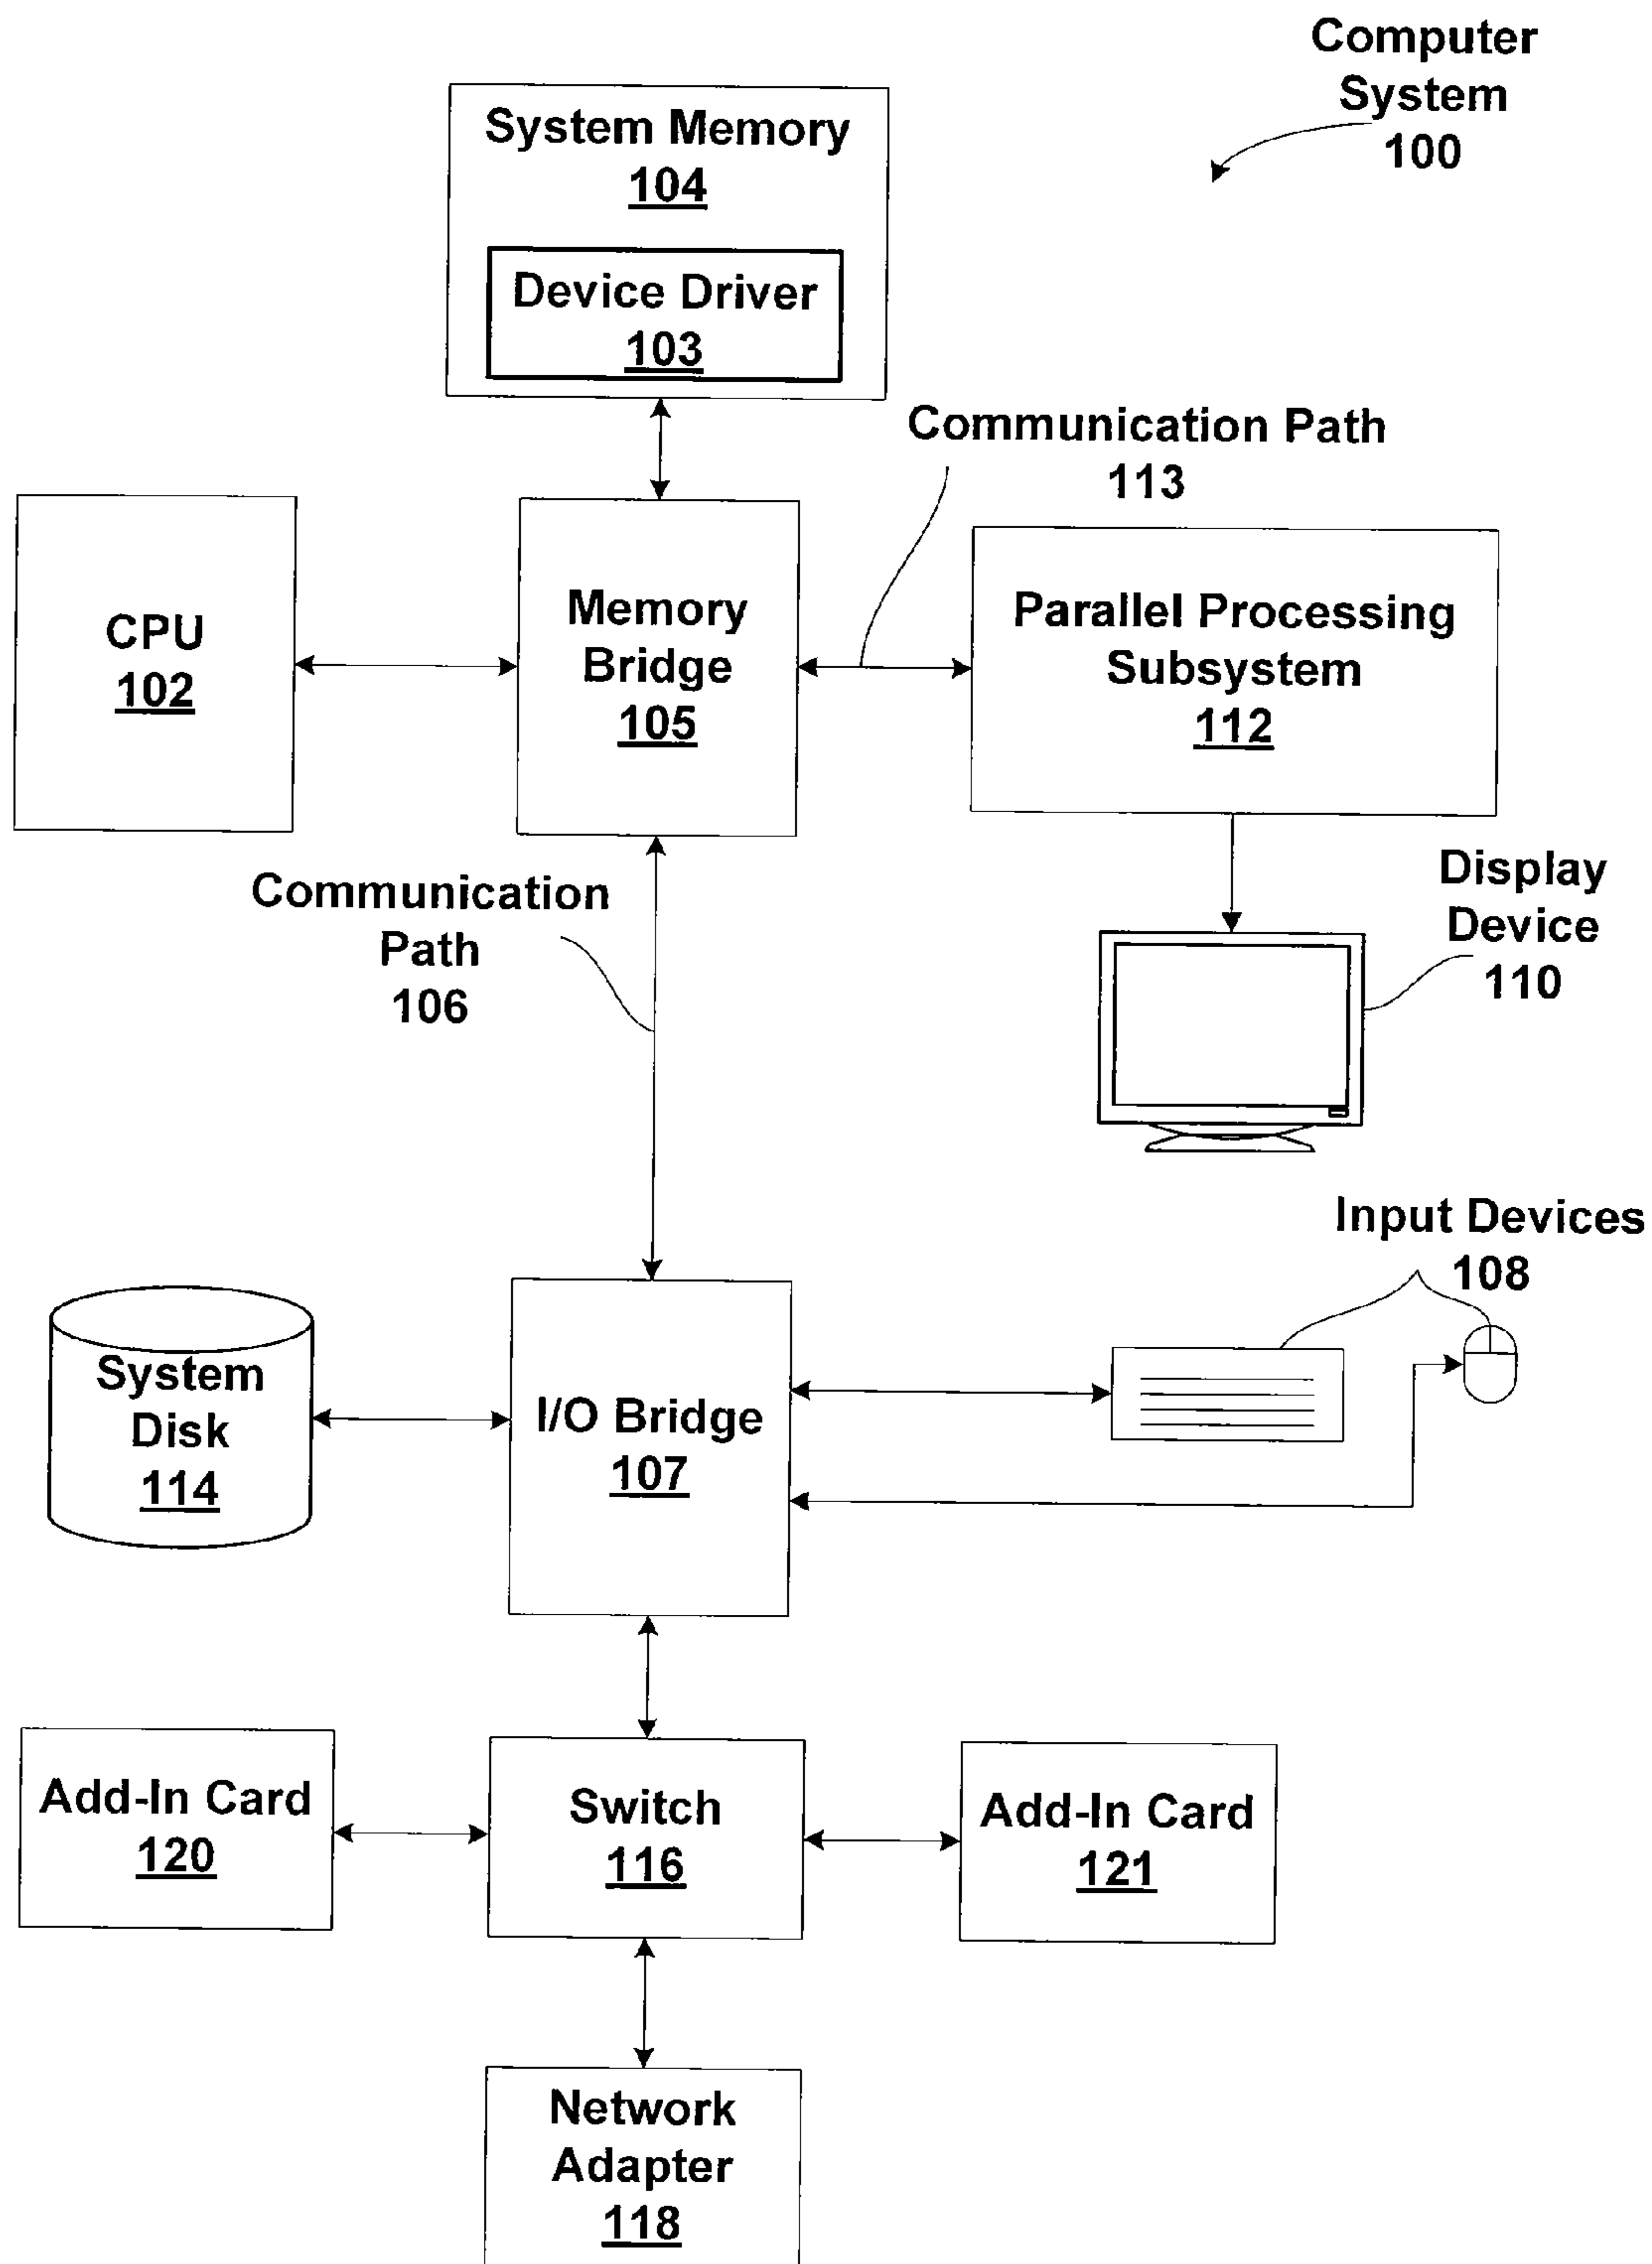 Computer
System
100
System Memory
104
Device Driver
103
Communication Path
113
CPU
102
Memory
Bridge
105
Parallel Processing
Subsystem
112
Communication
Path
106
Display
Device
110
Input Devices
108
System
Disk
114
I/O Bridge
107
Add-In Card
120
Switch
116
Add-In Card
121
Network
Adapter
118